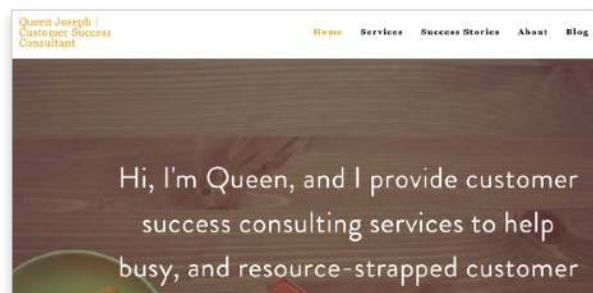 Queen Joseph |
Customer Success
Consultant
Home Services Success Stories About Blog
Hi, I'm Queen, and I provide customer
success consulting services to help
busy, and resource-strapped customer